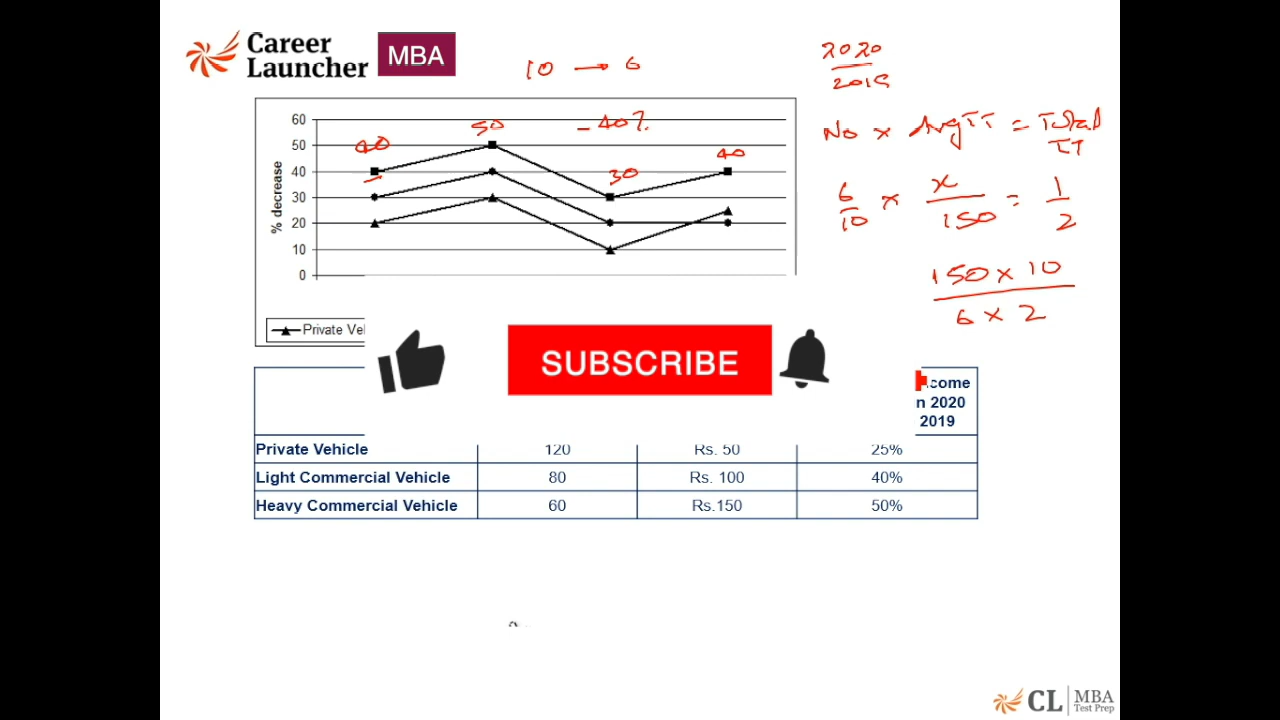 Career
Launcher
MBA
10 → 6
2020
2019
60
50
40
30
20
10
0
% decrease
40
50
- 40%
30
40
No × Avg TT = Total
TT
6/10 × x/150 = 1/2
150 × 10
6 × 2
Private Vel
SUBSCRIBE
come
n 2020
2019
Private Vehicle 120 Rs. 50 25%
Light Commercial Vehicle 80 Rs. 100 40%
Heavy Commercial Vehicle 60 Rs.150 50%
CL MBA
Test Prep